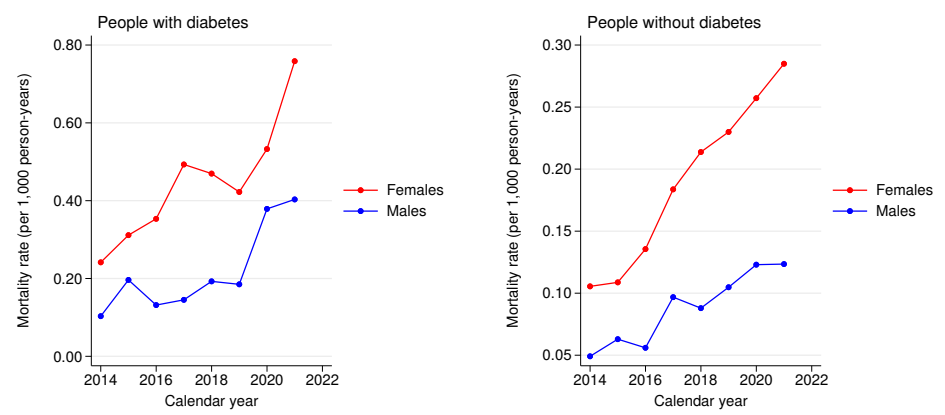 People with diabetes
Mortality rate (per 1,000 person-years)
0.80
0.60
0.40
0.20
0.00
2014 2016 2018 2020 2022
Calendar year
Females
Males
People without diabetes
Mortality rate (per 1,000 person-years)
0.30
0.25
0.20
0.15
0.10
0.05
2014 2016 2018 2020 2022
Calendar year
Females
Males